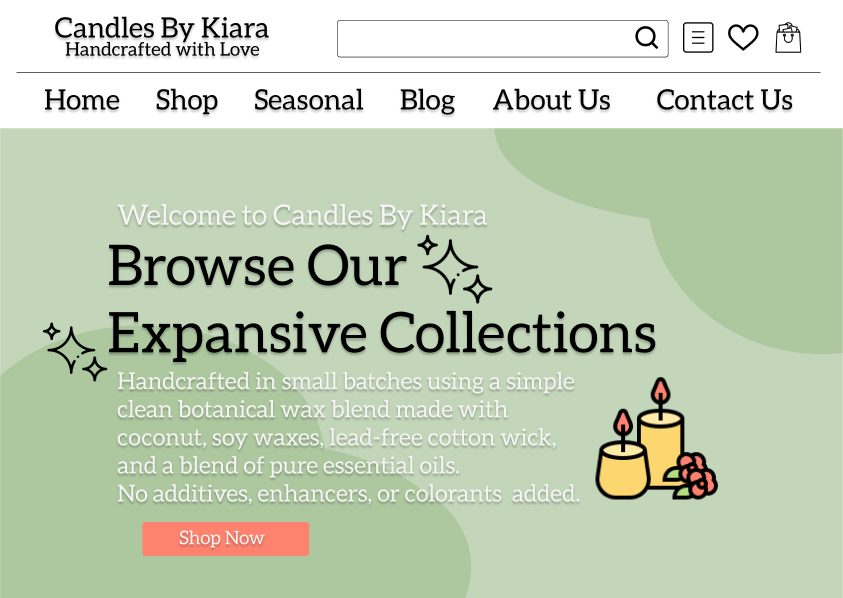 Candles By Kiara
Handcrafted with Love
Home Shop Seasonal Blog About Us Contact Us
Welcome to Candles By Kiara
Browse Our
Expansive Collections
Handcrafted in small batches using a simple
clean botanical wax blend made with
coconut, soy waxes, lead-free cotton wick,
and a blend of pure essential oils.
No additives, enhancers, or colorants added.
Shop Now